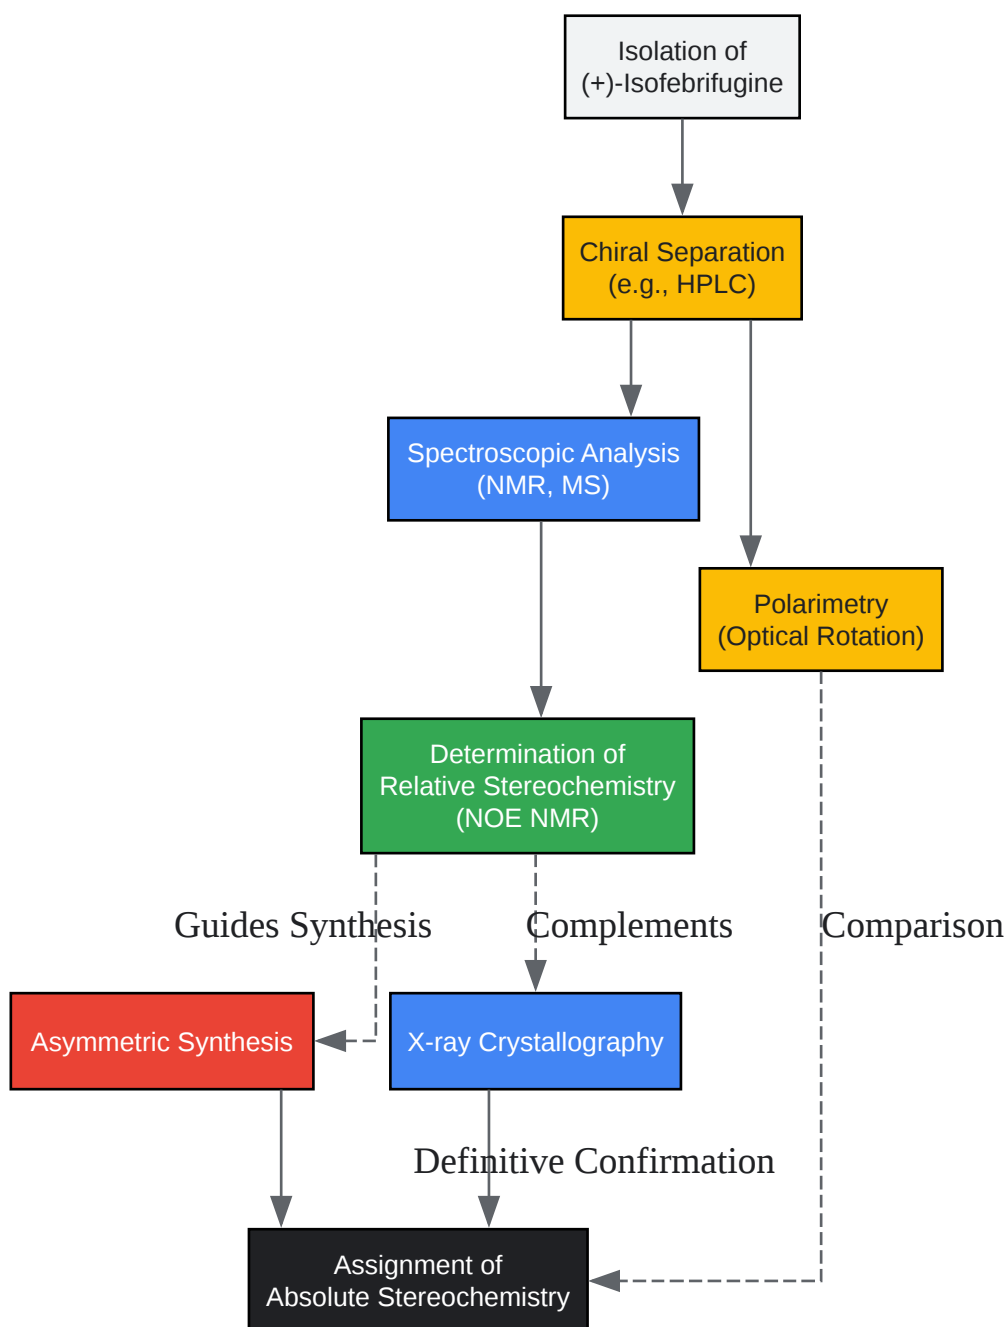 Isolation of
(+)-Isofebrifugine
Chiral Separation
(e.g., HPLC)
Spectroscopic Analysis
(NMR, MS)
Polarimetry
(Optical Rotation)
Determination of
Relative Stereochemistry
(NOE NMR)
Guides Synthesis
Complements
Comparison
Asymmetric Synthesis
X-ray Crystallography
Definitive Confirmation
Assignment of
Absolute Stereochemistry